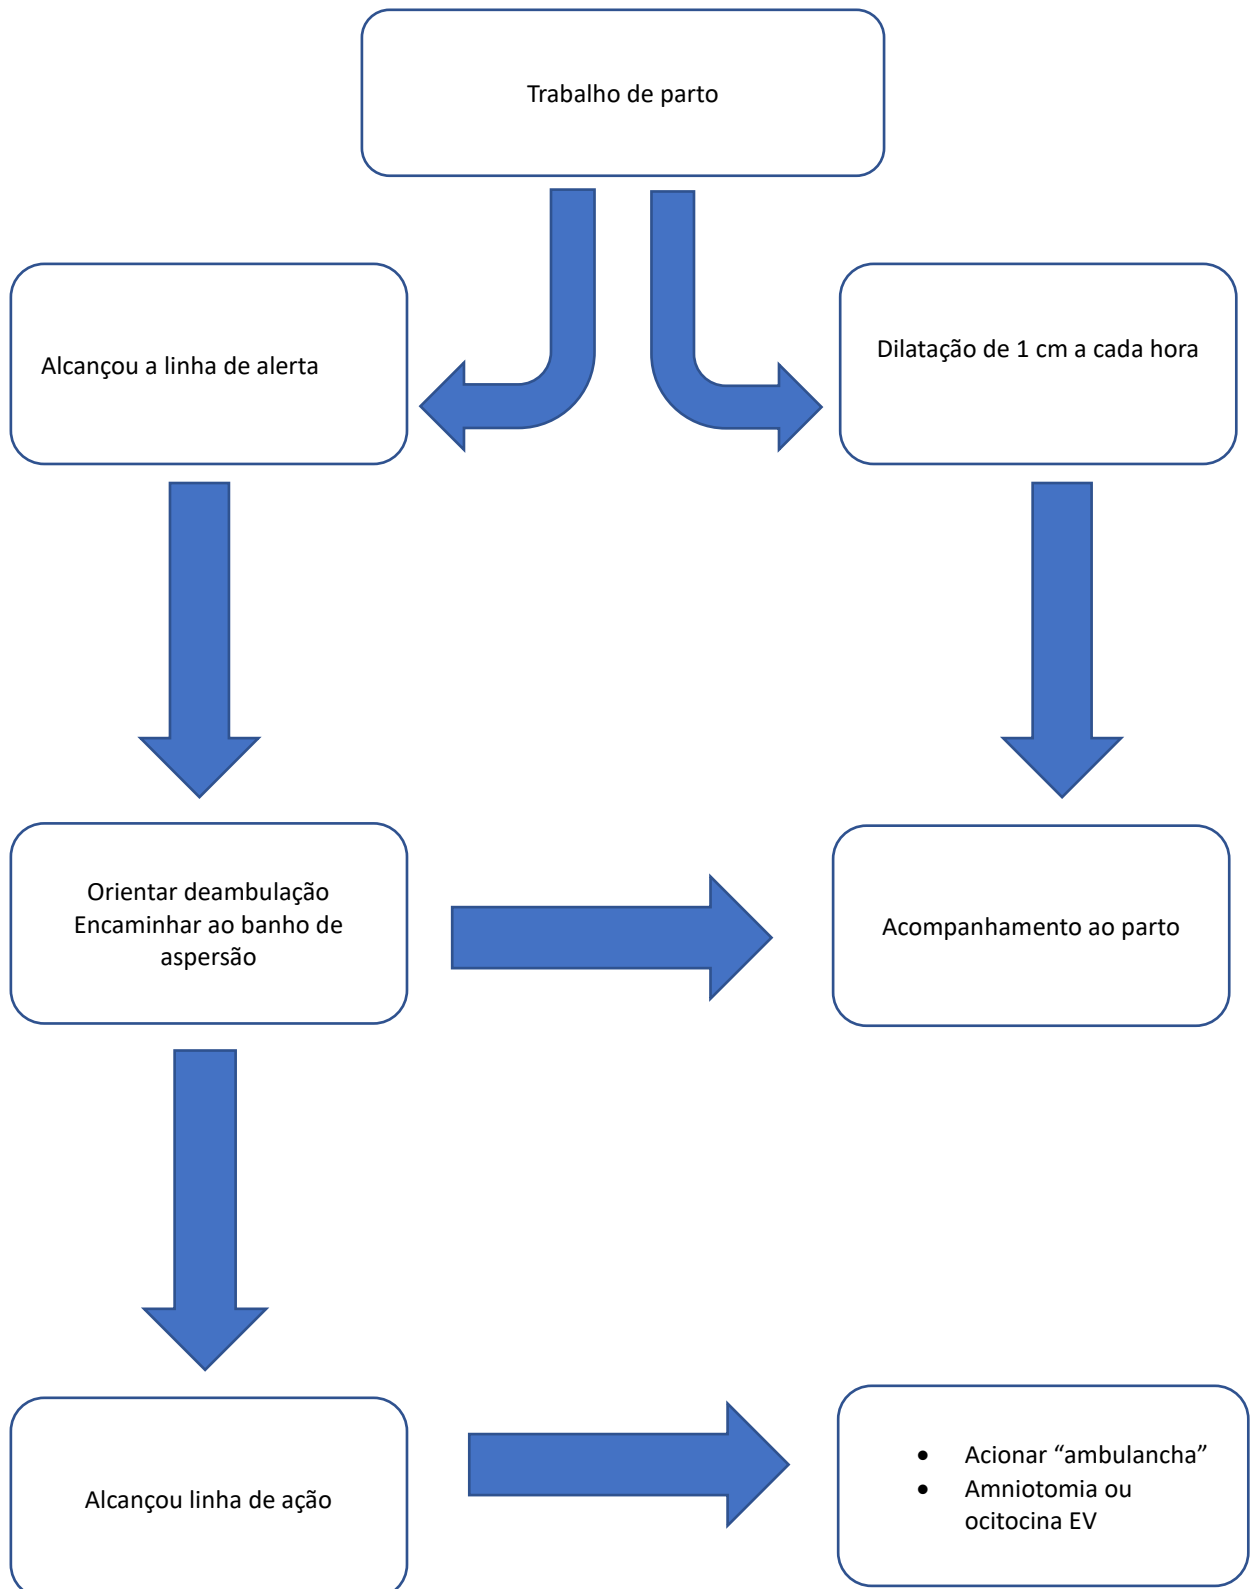 Trabalho de parto
Alcançou a linha de alerta
Dilatação de 1 cm a cada hora
Orientar deambulação
Encaminhar ao banho de
aspersão
Acompanhamento ao parto
Alcançou linha de ação
• Acionar “ambulancha”
• Amniotomia ou
ocitocina EV